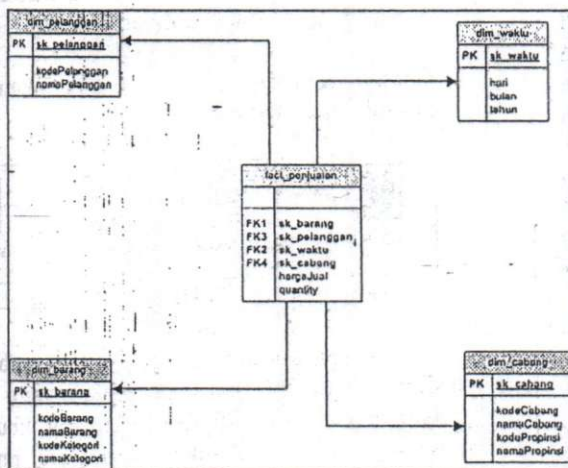 dim_pelanggan
PK sk_pelanggan
kodePelanggan
namaPelanggan
dim_waktu
PK sk_waktu
hari
bulan
tahun
fact_penjualan
FK1 sk_barang
FK3 sk_pelanggan
FK2 sk_waktu
FK4 sk_cabang
hargaJual
quantity
dim_barang
PK sk_barang
kodeBarang
namaBarang
kodeKategori
namaKategori
dim_cabang
PK sk_cabang
kodeCabang
namaCabang
kodePropinsi
namaPropinsi